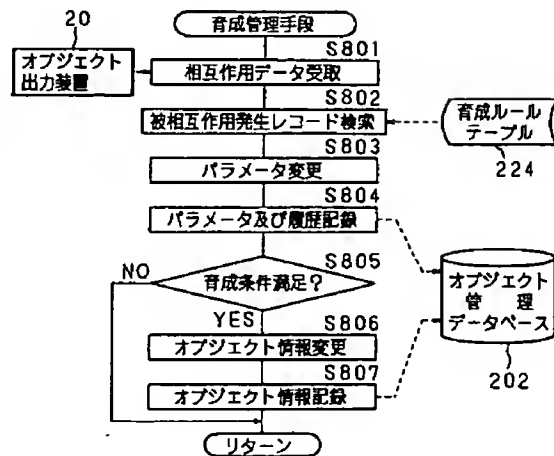 育成管理手段
20
S801
オブジェクト
出力装置
相互作用データ受取
S802
被相互作用発生レコード検索
育成ルール
テーブル
224
S803
パラメータ変更
S804
パラメータ及び履歴記録
S805
NO
育成条件満足？
オブジェクト
管理
データベース
202
YES
S806
オブジェクト情報変更
S807
オブジェクト情報記録
リターン